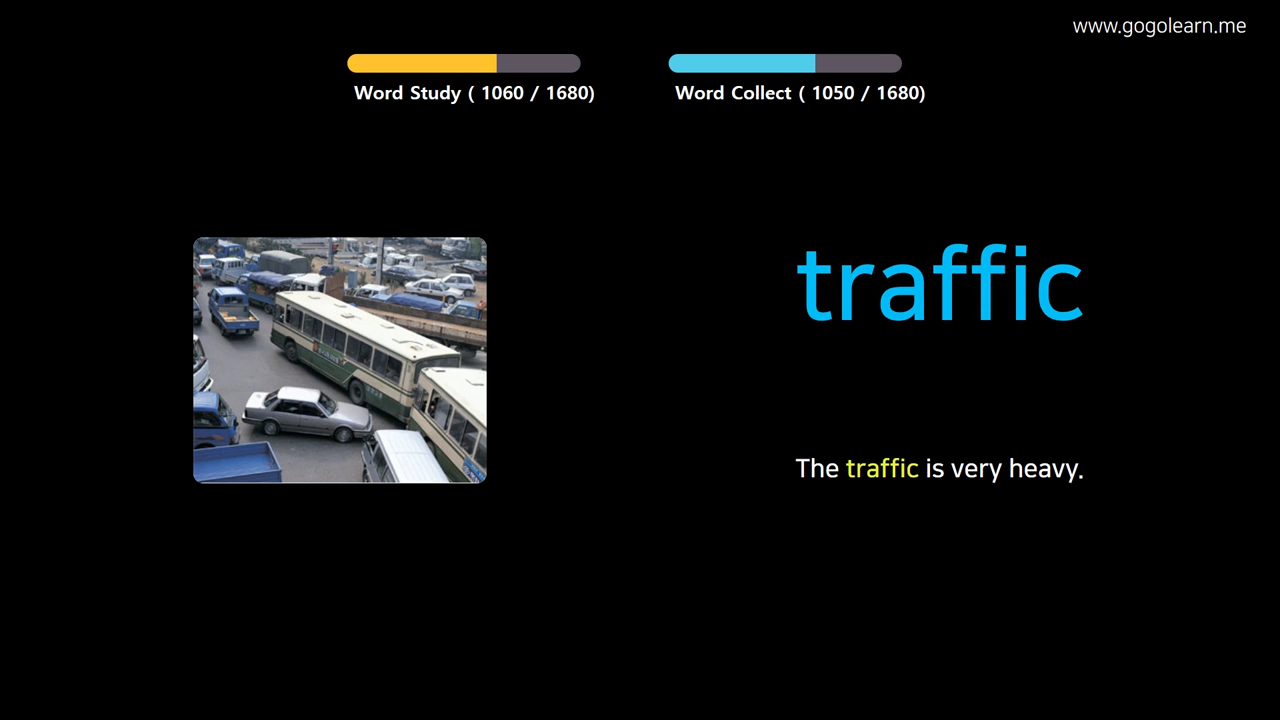 www.gogolearn.me
Word Study ( 1060 / 1680)
Word Collect ( 1050 / 1680)
traffic
The traffic is very heavy.